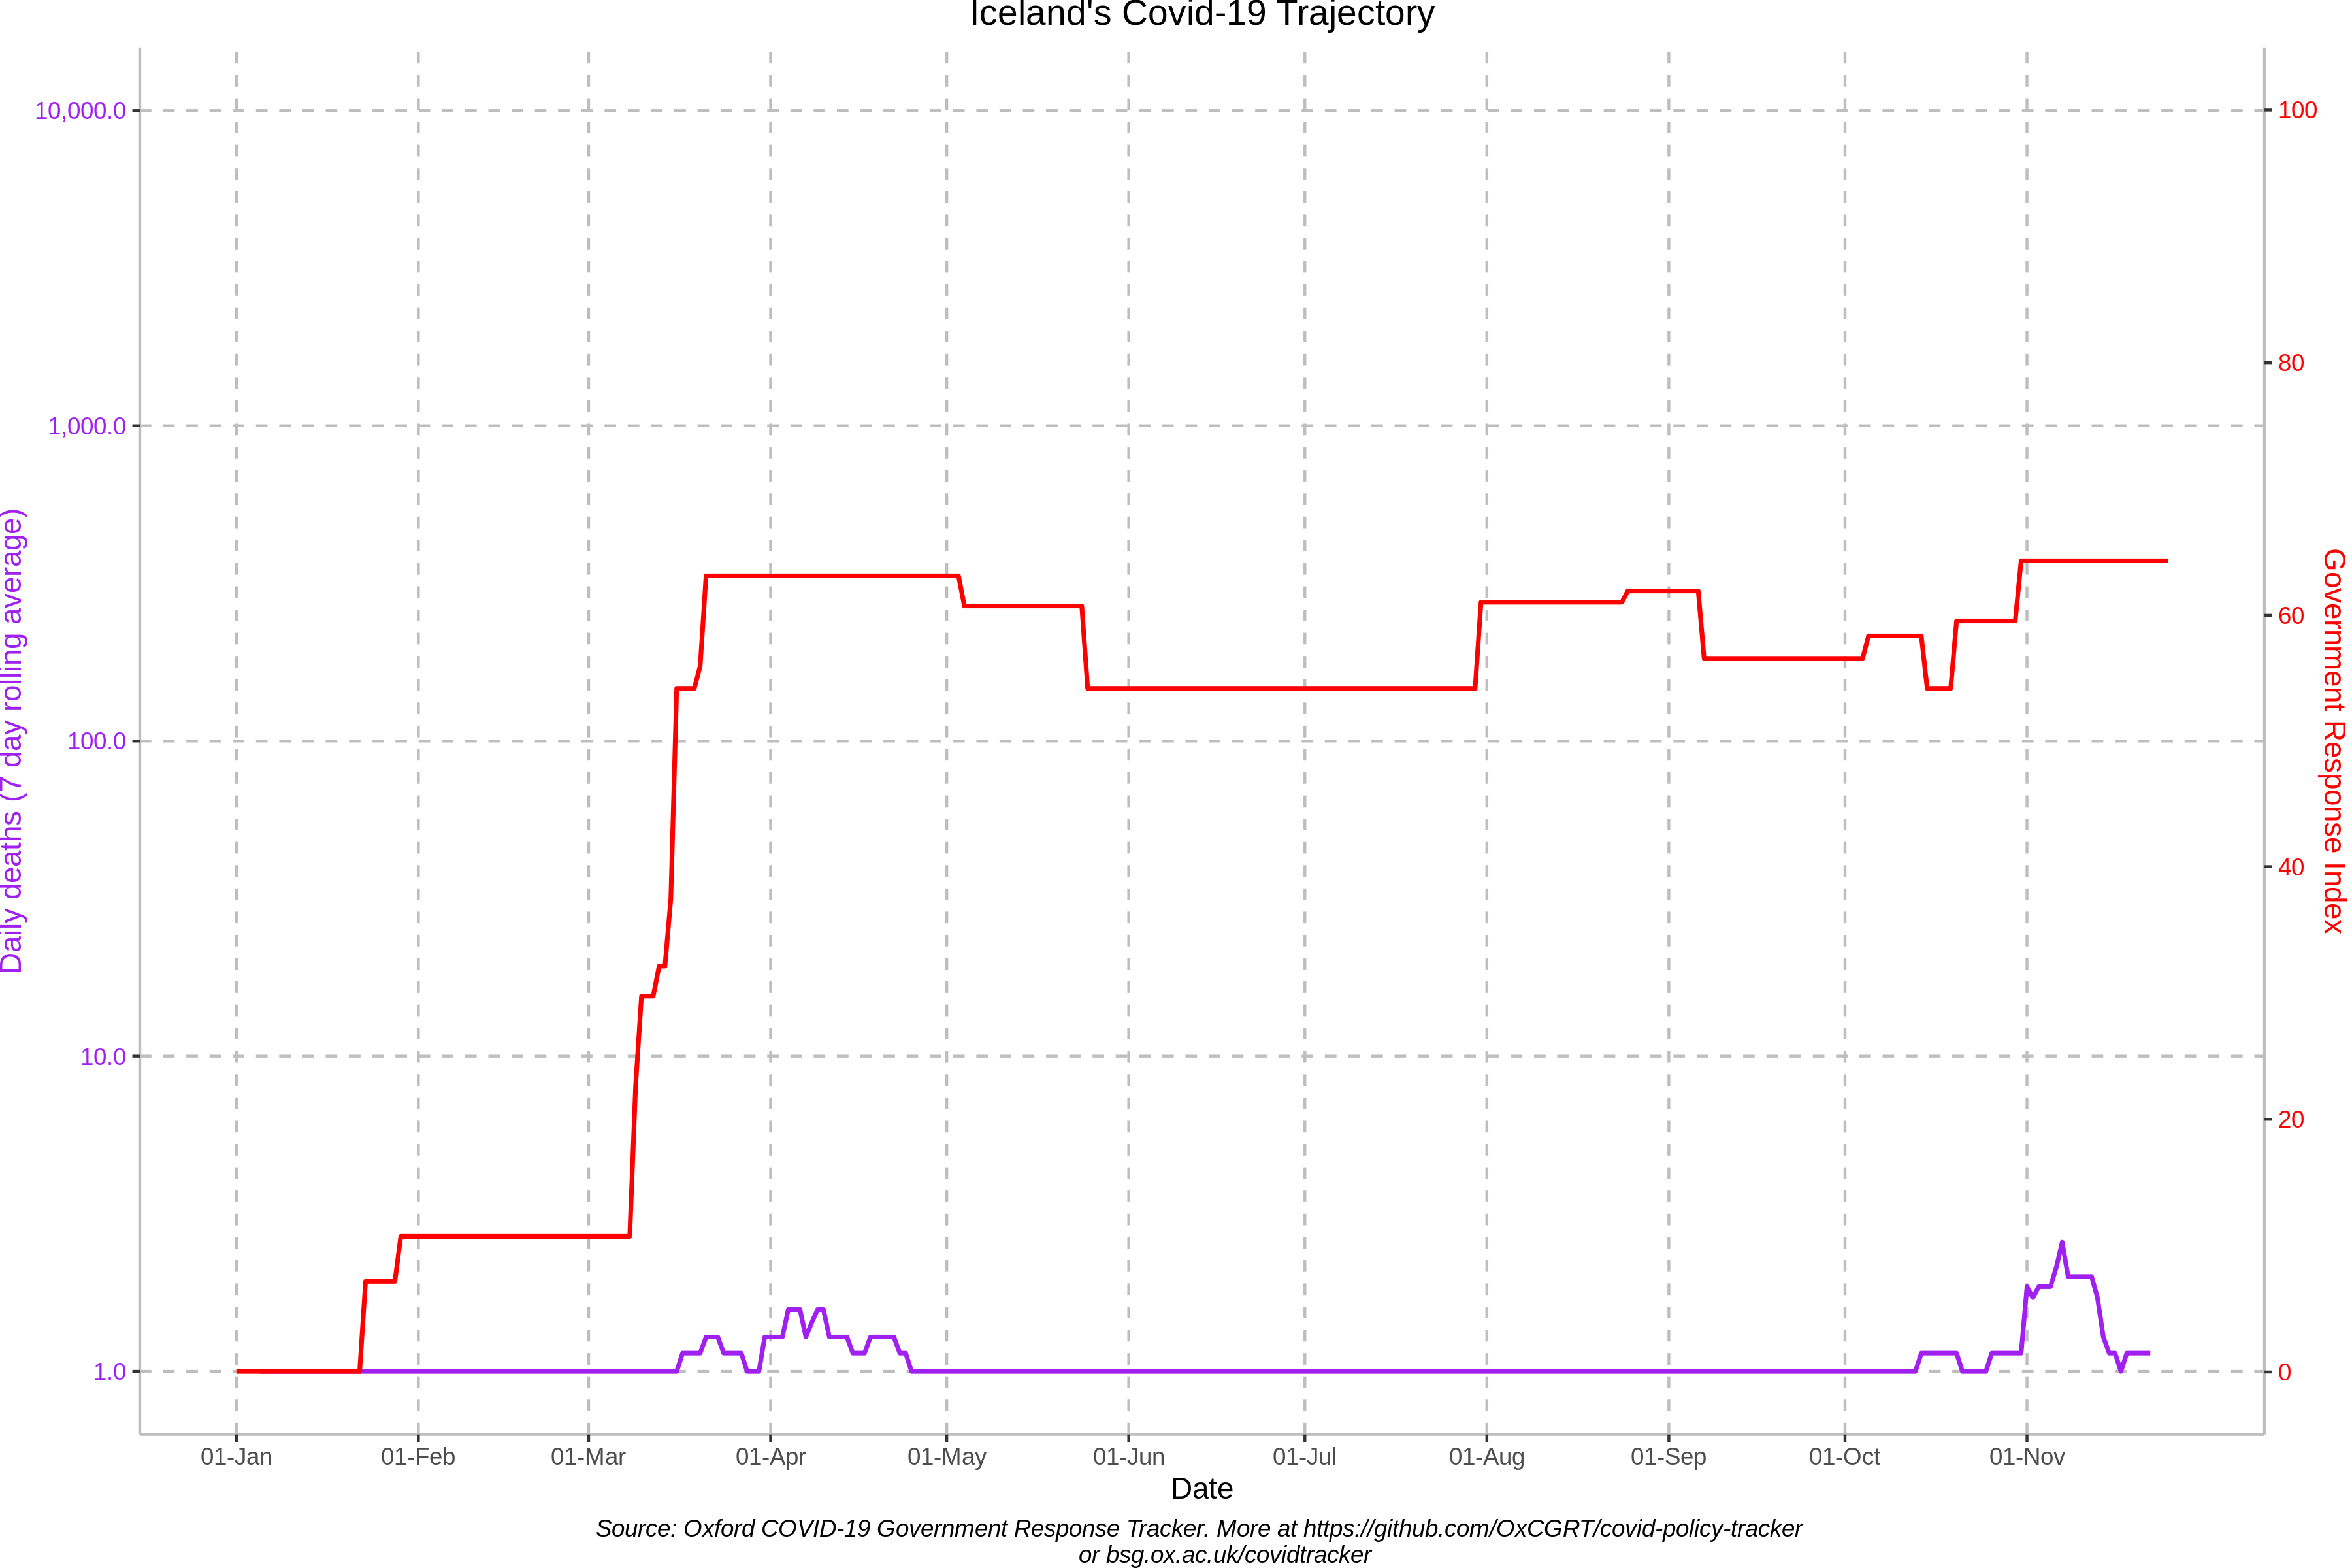 Iceland's Covid-19 Trajectory
10,000.0
1,000.0
100.0
10.0
1.0
Daily deaths (7 day rolling average)
100
80
60
40
20
0
Government Response Index
01-Jan 01-Feb 01-Mar 01-Apr 01-May 01-Jun 01-Jul 01-Aug 01-Sep 01-Oct 01-Nov
Date
Source: Oxford COVID-19 Government Response Tracker. More at https://github.com/OxCGRT/covid-policy-tracker
or bsg.ox.ac.uk/covidtracker